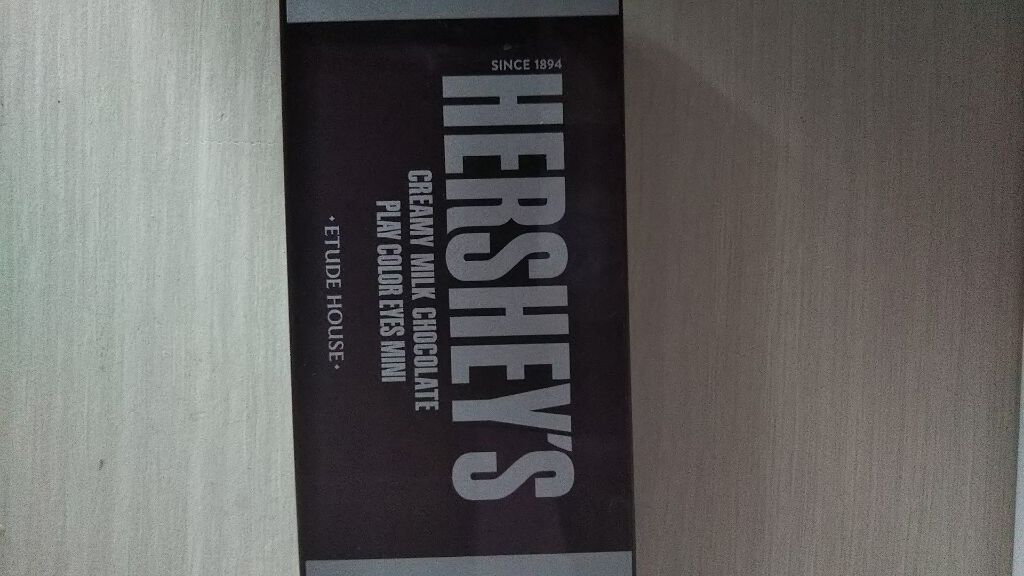 SINCE 1894
HERSHEY'S
CREAMY MILK CHOCOLATE
PLAY COLOR EYES MINI
•ETUDE HOUSE•